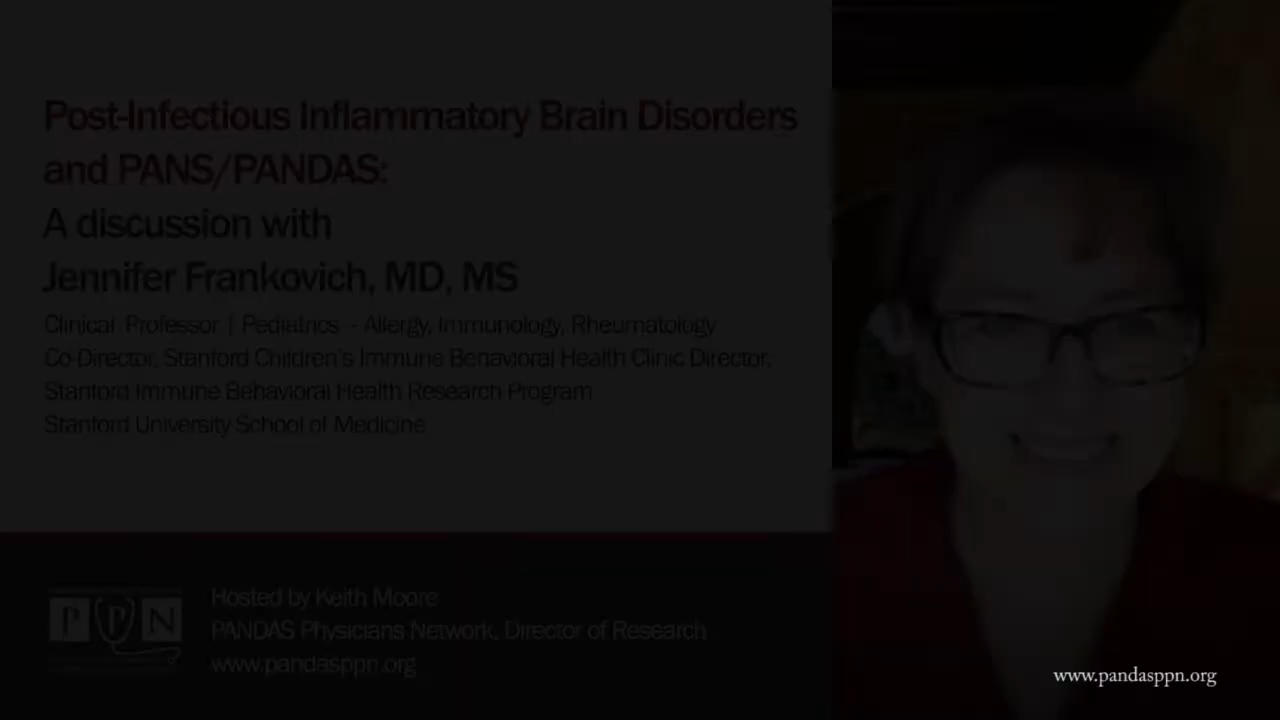 Post-Infectious Inflammatory Brain Disorders
and PANS/PANDAS:
A discussion with
Jennifer Frankovich, MD, MS
Clinical Professor | Pediatrics - Allergy, Immunology, Rheumatology
Co-Director, Stanford Children's Immune Behavioral Health Clinic Director,
Stanford Immune Behavioral Health Research Program
Stanford University School of Medicine
PPN
Hosted by Keith Moore
PANDAS Physicians Network, Director of Research
www.pandasppn.org
www.pandasppn.org